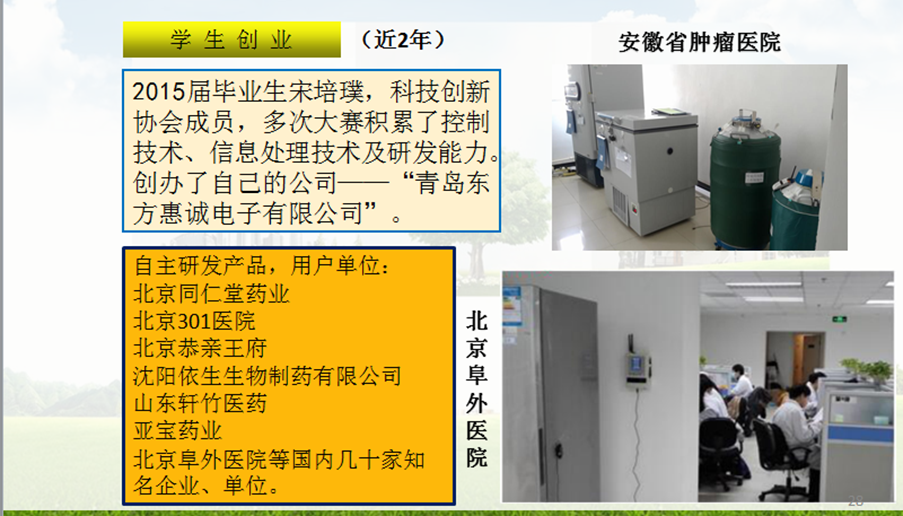 学生创业 （近2年）
安徽省肿瘤医院
2015届毕业生宋培璞，科技创新
协会成员，多次大赛积累了控制
技术、信息处理技术及研发能力。
创办了自己的公司——“青岛东
方惠诚电子有限公司”。
自主研发产品，用户单位：
北京同仁堂药业
北京301医院
北京恭亲王府
沈阳依生生物制药有限公司
山东轩竹医药
亚宝药业
北京阜外医院等国内几十家知
名企业、单位。
北京阜外医院
28